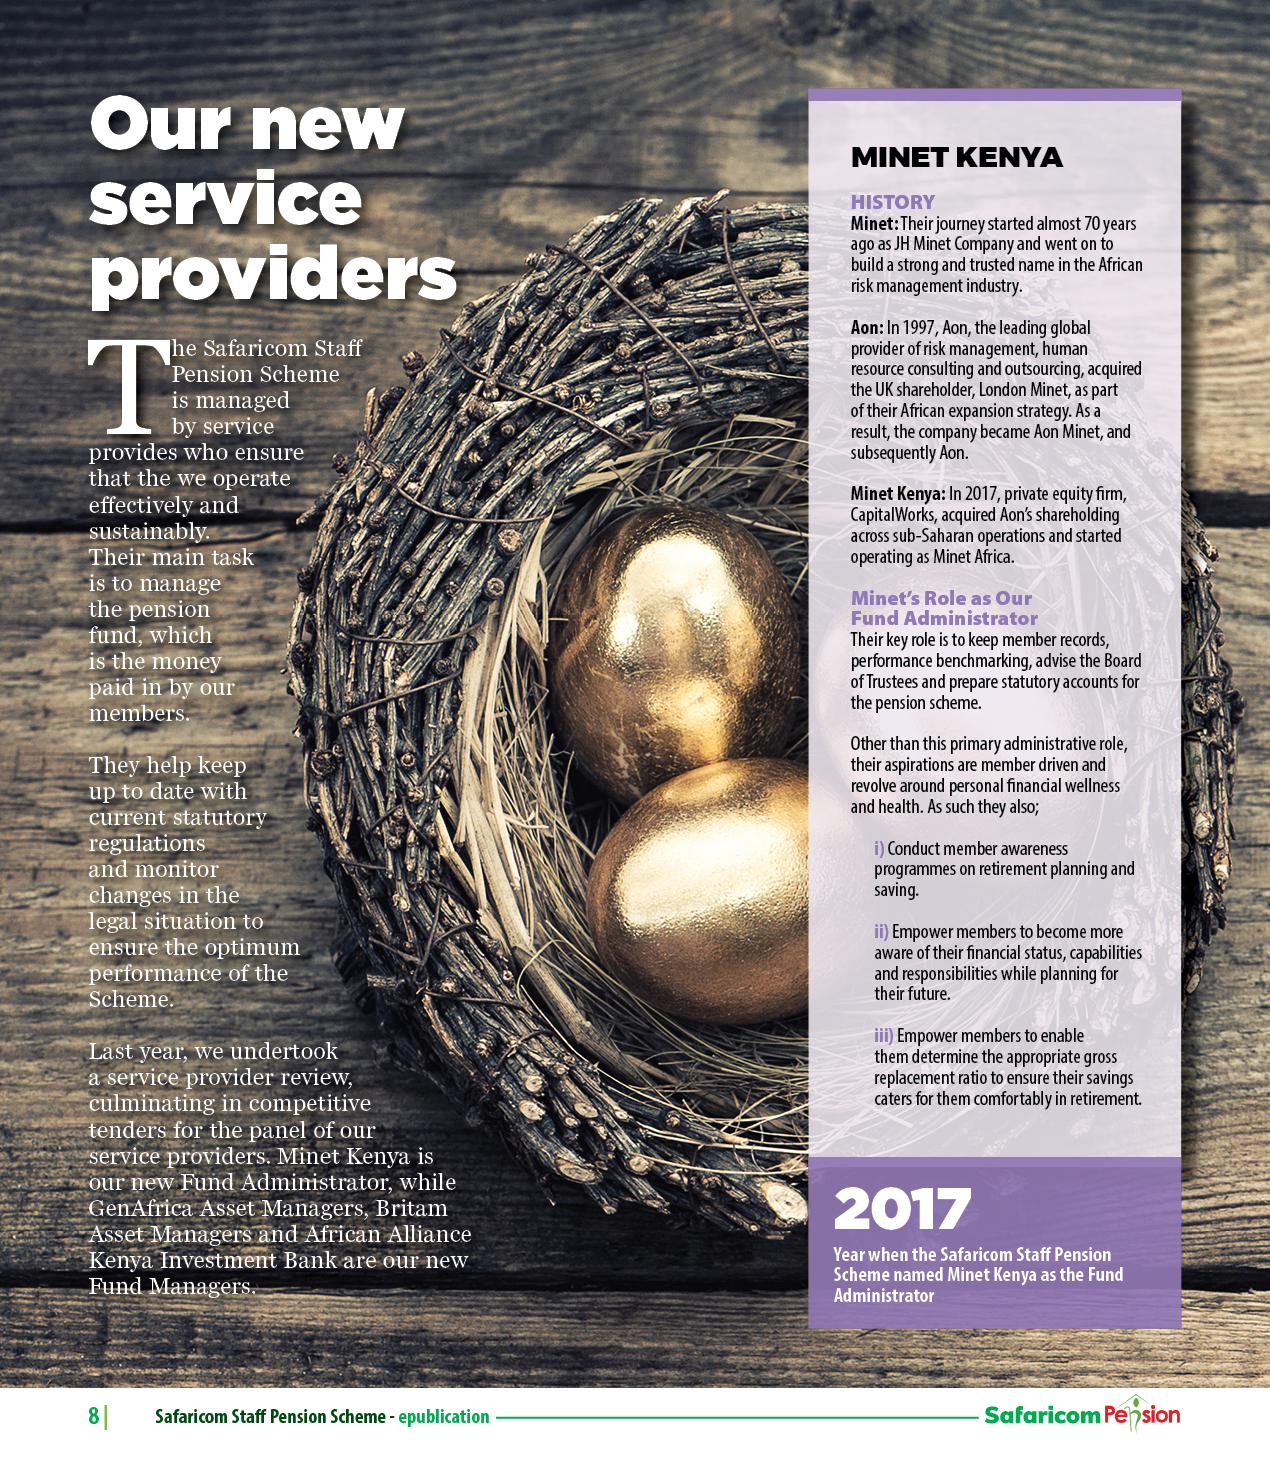 Our new
service
providers
The Safaricom Staff
Pension Scheme
is managed
by service
provides who ensure
that the we operate
effectively and
sustainably.
Their main task
is to manage
the pension
fund, which
is the money
paid in by our
members.
They help keep
up to date with
current statutory
regulations
and monitor
changes in the
legal situation to
ensure the optimum
performance of the
Scheme.
Last year, we undertook
a service provider review,
culminating in competitive
tenders for the panel of our
service providers. Minet Kenya is
our new Fund Administrator, while
GenAfrica Asset Managers, Britam
Asset Managers and African Alliance
Kenya Investment Bank are our new
Fund Managers.
MINET KENYA
HISTORY
Minet: Their journey started almost 70 years
ago as JH Minet Company and went on to
build a strong and trusted name in the African
risk management industry.
Aon: In 1997, Aon, the leading global
provider of risk management, human
resource consulting and outsourcing, acquired
the UK shareholder, London Minet, as part
of their African expansion strategy. As a
result, the company became Aon Minet, and
subsequently Aon.
Minet Kenya: In 2017, private equity firm,
CapitalWorks, acquired Aon’s shareholding
across sub-Saharan operations and started
operating as Minet Africa.
Minet’s Role as Our
Fund Administrator
Their key role is to keep member records,
performance benchmarking, advise the Board
of Trustees and prepare statutory accounts for
the pension scheme.
Other than this primary administrative role,
their aspirations are member driven and
revolve around personal financial wellness
and health. As such they also;
i) Conduct member awareness
programmes on retirement planning and
saving.
ii) Empower members to become more
aware of their financial status, capabilities
and responsibilities while planning for
their future.
iii) Empower members to enable
them determine the appropriate gross
replacement ratio to ensure their savings
caters for them comfortably in retirement.
2017
Year when the Safaricom Staff Pension
Scheme named Minet Kenya as the Fund
Administrator
8 | Safaricom Staff Pension Scheme - epublication
Safaricom Pension